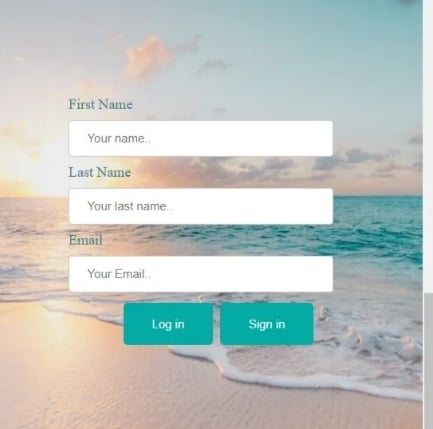 First Name
Your name..
Last Name
Your last name..
Email
Your Email..
Log in Sign in